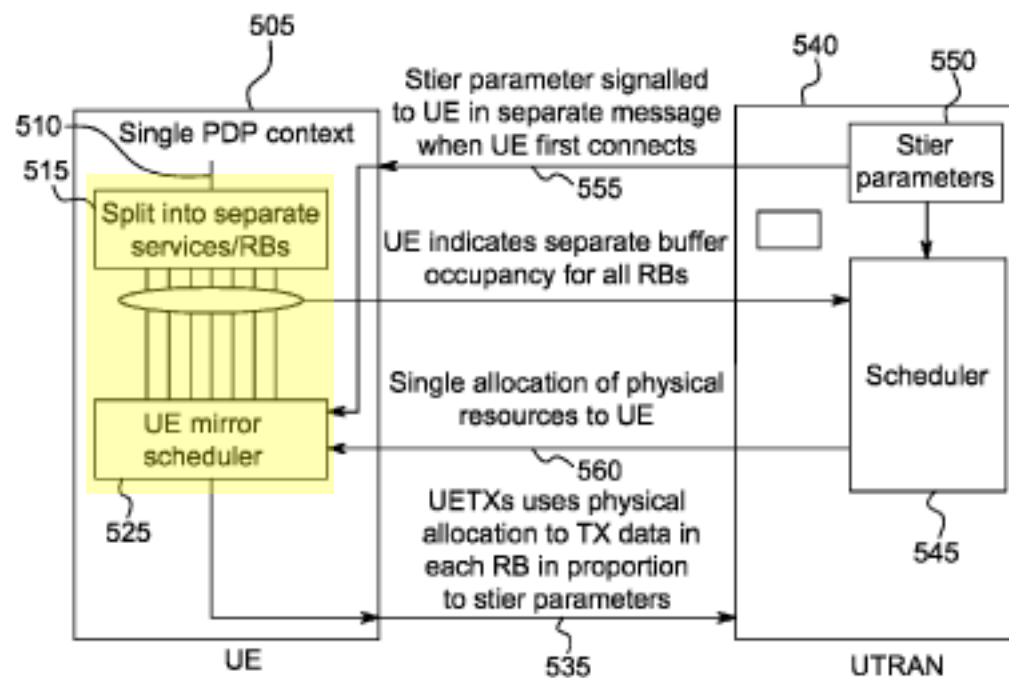 505
540
550
Stier parameter signalled
to UE in separate message
when UE first connects
555
510
Single PDP context
Stier
parameters
515
Split into separate
services/RBs
UE indicates separate buffer
occupancy for all RBs
Scheduler
Single allocation of physical
resources to UE
560
UE mirror
scheduler
525
UETXs uses physical
allocation to TX data in
each RB in proportion
to stier parameters
535
545
UE
UTRAN